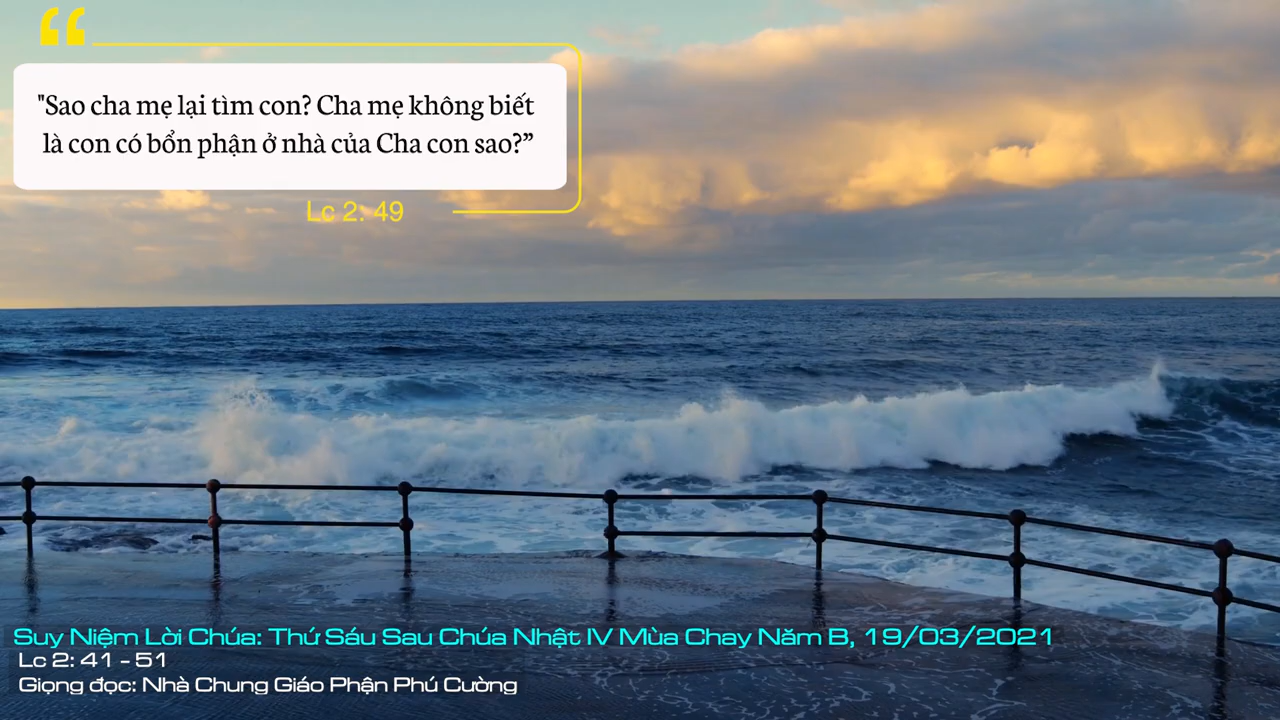 "Sao cha mẹ lại tìm con? Cha mẹ không biết
là con có bổn phận ở nhà của Cha con sao?”
Lc 2: 49
Suy Niệm Lời Chúa: Thứ Sáu Sau Chúa Nhật IV Mùa Chay Năm B, 19/03/2021
Lc 2: 41 - 51
Giọng đọc: Nhà Chung Giáo Phận Phú Cường